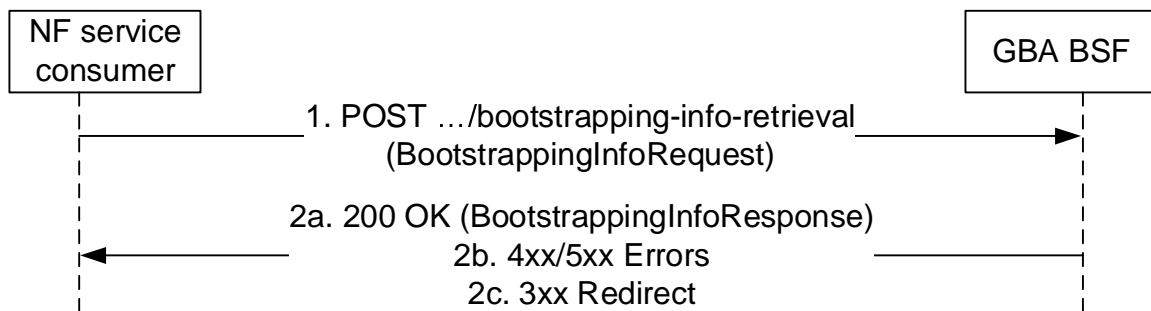 NF service
consumer
GBA BSF
1. POST …/bootstrapping-info-retrieval
(BootstrappingInfoRequest)
2a. 200 OK (BootstrappingInfoResponse)
2b. 4xx/5xx Errors
2c. 3xx Redirect